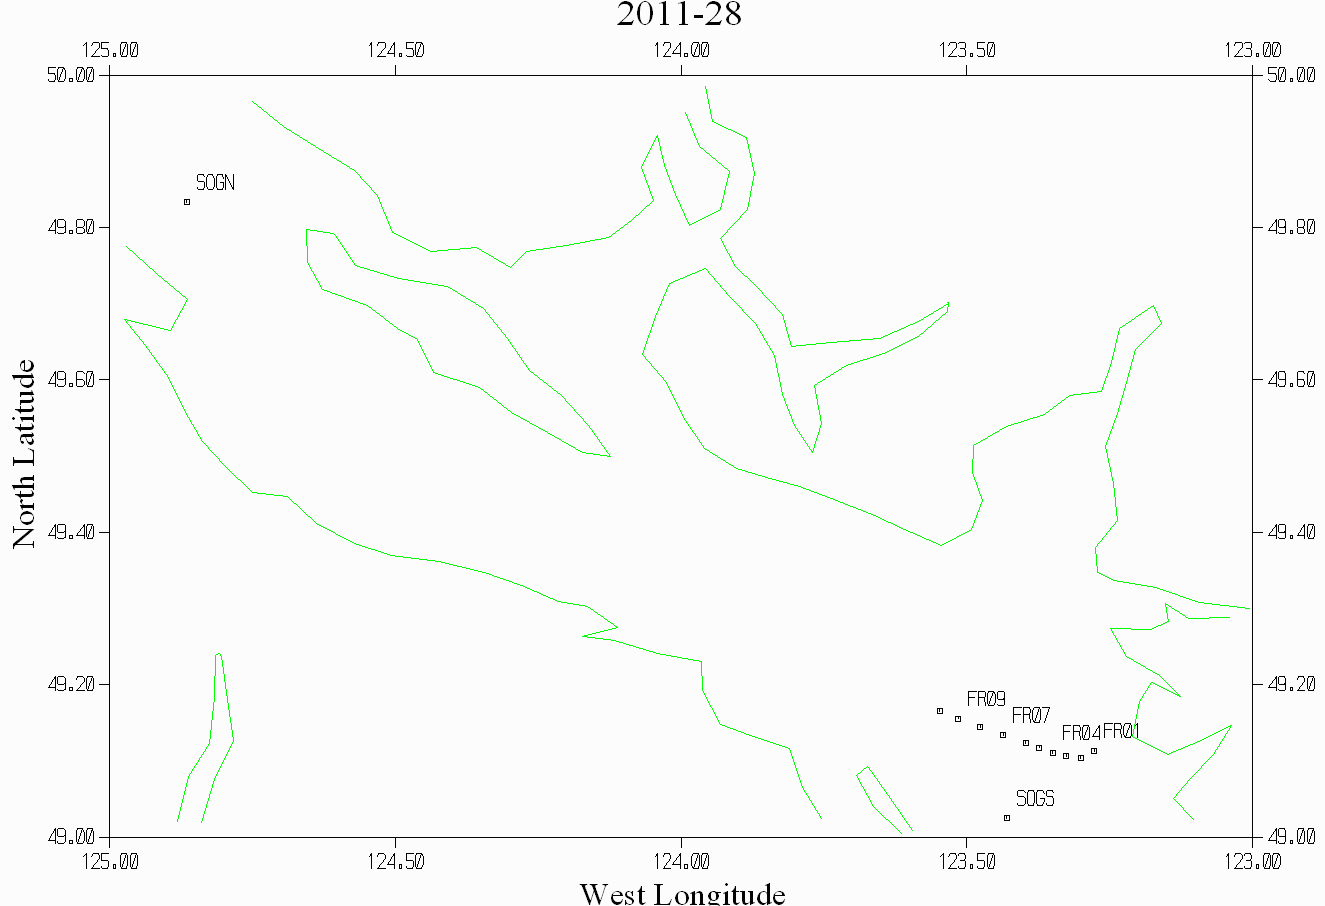 2011-28
125.00 124.50 124.00 123.50 123.00
50.00 50.00
SOGN
49.80 49.80
49.60 49.60
North Latitude
49.40 49.40
49.20 49.20
FR09
FR07
FR04 FR01
SOGS
49.00 49.00
125.00 124.50 124.00 123.50 123.00
West Longitude